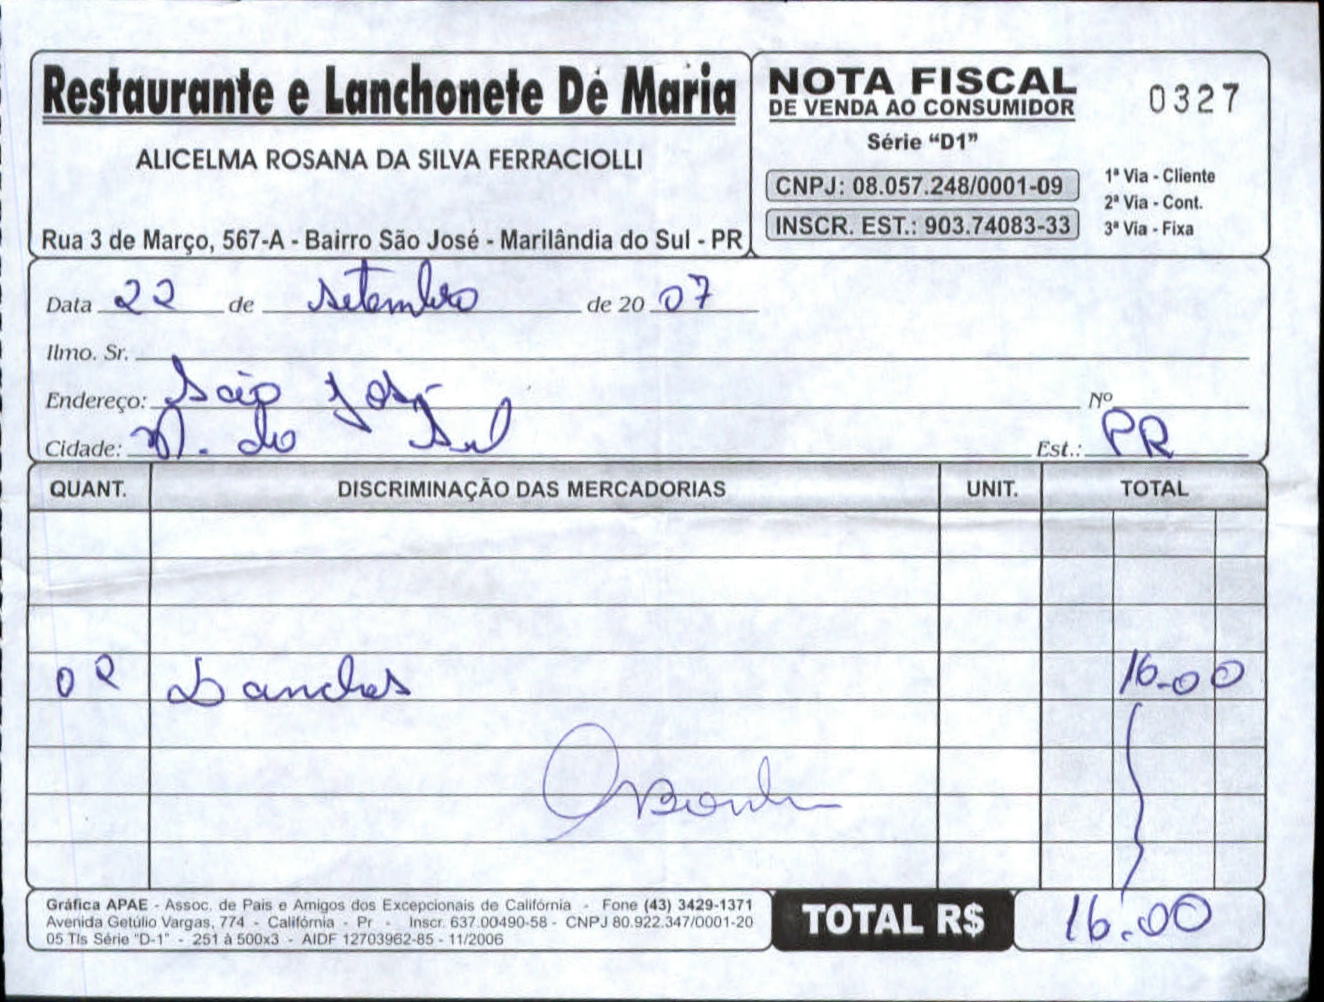 Restaurante e Lanchonete Dê Maria
ALICELMA ROSANA DA SILVA FERRACIOLLI
Rua 3 de Março, 567-A - Bairro São José - Marilândia do Sul - PR
NOTA FISCAL
DE VENDA AO CONSUMIDOR
Série "D1"
0327
CNPJ: 08.057.248/0001-09
INSCR. EST.: 903.74083-33
1ª Via - Cliente
2ª Via - Cont.
3ª Via - Fixa
Data 22 de Setembro de 20 07
Ilmo. Sr.
Endereço: São José Nº
Cidade: M. do Sul Est.: PR
QUANT. DISCRIMINAÇÃO DAS MERCADORIAS UNIT. TOTAL
02 Lanches 16.00
Gráfica APAE - Assoc. de Pais e Amigos dos Excepcionais de Califórnia - Fone (43) 3429-1371
Avenida Getúlio Vargas, 774 - Califórnia - Pr - Inscr. 637.00490-58 - CNPJ 80.922.347/0001-20
05 Tls Série "D-1" - 251 à 500x3 - AIDF 12703962-85 - 11/2006
TOTAL R$ 16.00